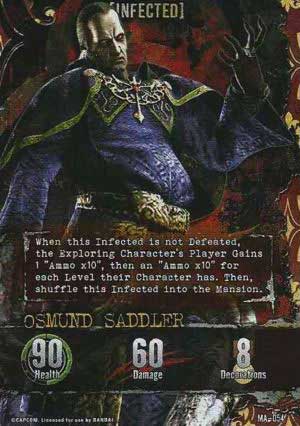 [INFECTED]
When this Infected is not Defeated,
the Exploring Character's Player Gains
1 "Ammo x10", then an "Ammo x10" for
each Level their Character has. Then,
shuffle this Infected into the Mansion.
OSMUND SADDLER
90
Health
60
Damage
8
Decorations
©CAPCOM. Licensed for use by BANDAI
MA-054